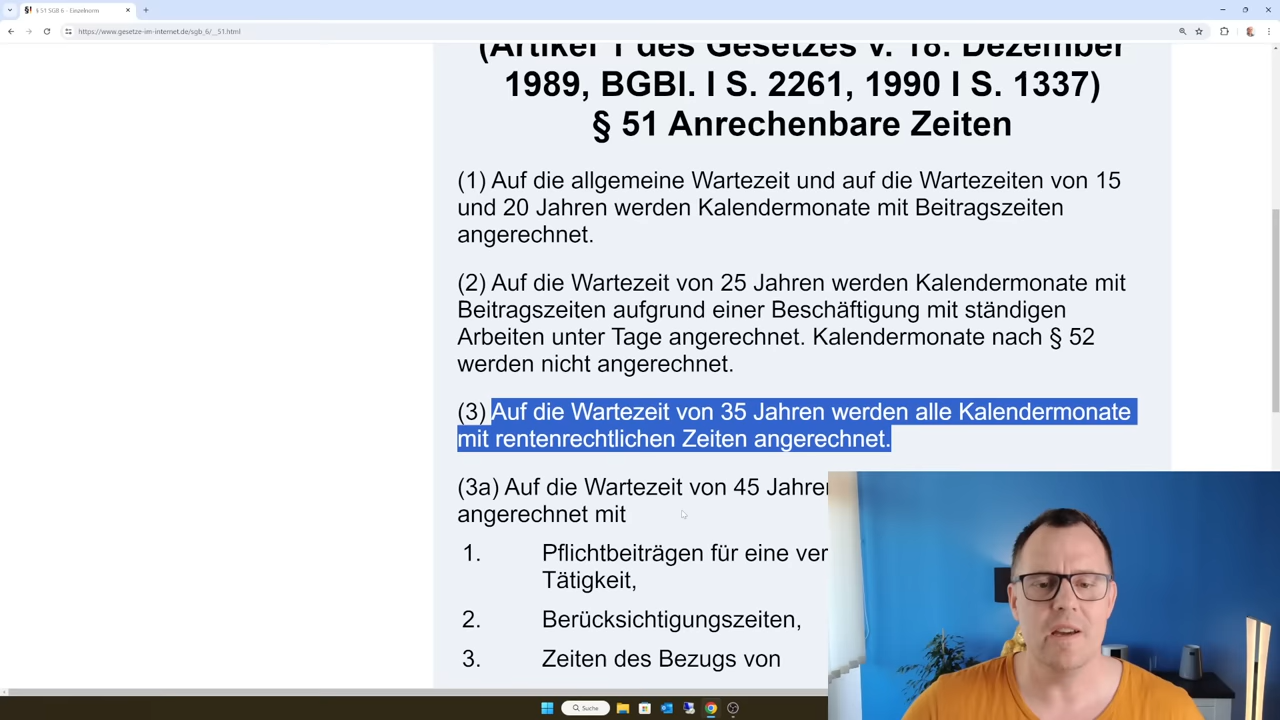 § 51 SGB 6 - Einzelnorm
https://www.gesetze-im-internet.de/sgb_6/__51.html
(Artikel 1 des Gesetzes v. 18. Dezember
1989, BGBl. I S. 2261, 1990 I S. 1337)
§ 51 Anrechenbare Zeiten
(1) Auf die allgemeine Wartezeit und auf die Wartezeiten von 15
und 20 Jahren werden Kalendermonate mit Beitragszeiten
angerechnet.
(2) Auf die Wartezeit von 25 Jahren werden Kalendermonate mit
Beitragszeiten aufgrund einer Beschäftigung mit ständigen
Arbeiten unter Tage angerechnet. Kalendermonate nach § 52
werden nicht angerechnet.
(3) Auf die Wartezeit von 35 Jahren werden alle Kalendermonate
mit rentenrechtlichen Zeiten angerechnet.
(3a) Auf die Wartezeit von 45 Jahren
angerechnet mit
1. Pflichtbeiträgen für eine ver
Tätigkeit,
2. Berücksichtigungszeiten,
3. Zeiten des Bezugs von
Suche